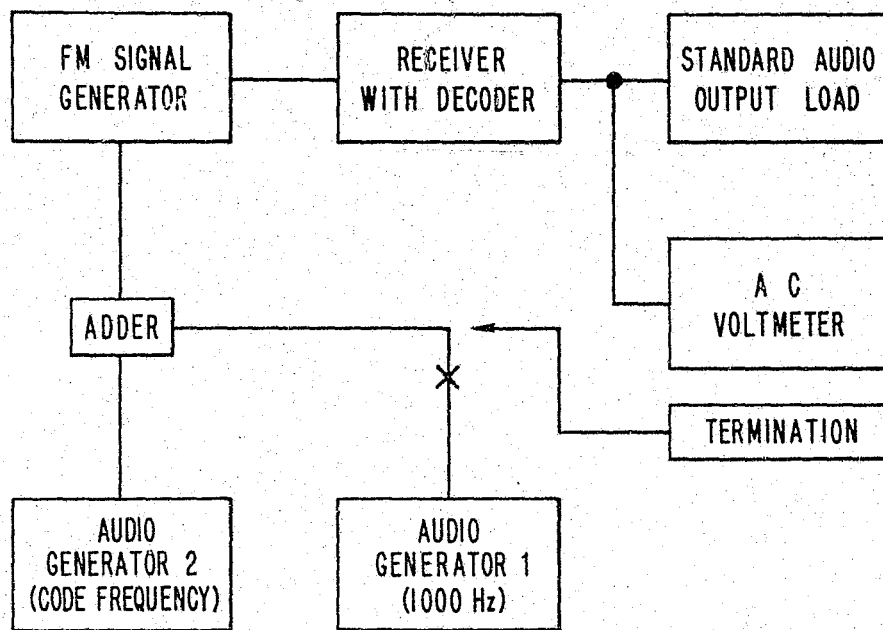 FM SIGNAL
GENERATOR
RECEIVER
WITH DECODER
STANDARD AUDIO
OUTPUT LOAD
A C
VOLTMETER
ADDER
TERMINATION
AUDIO
GENERATOR 2
(CODE FREQUENCY)
AUDIO
GENERATOR 1
(1000 Hz)